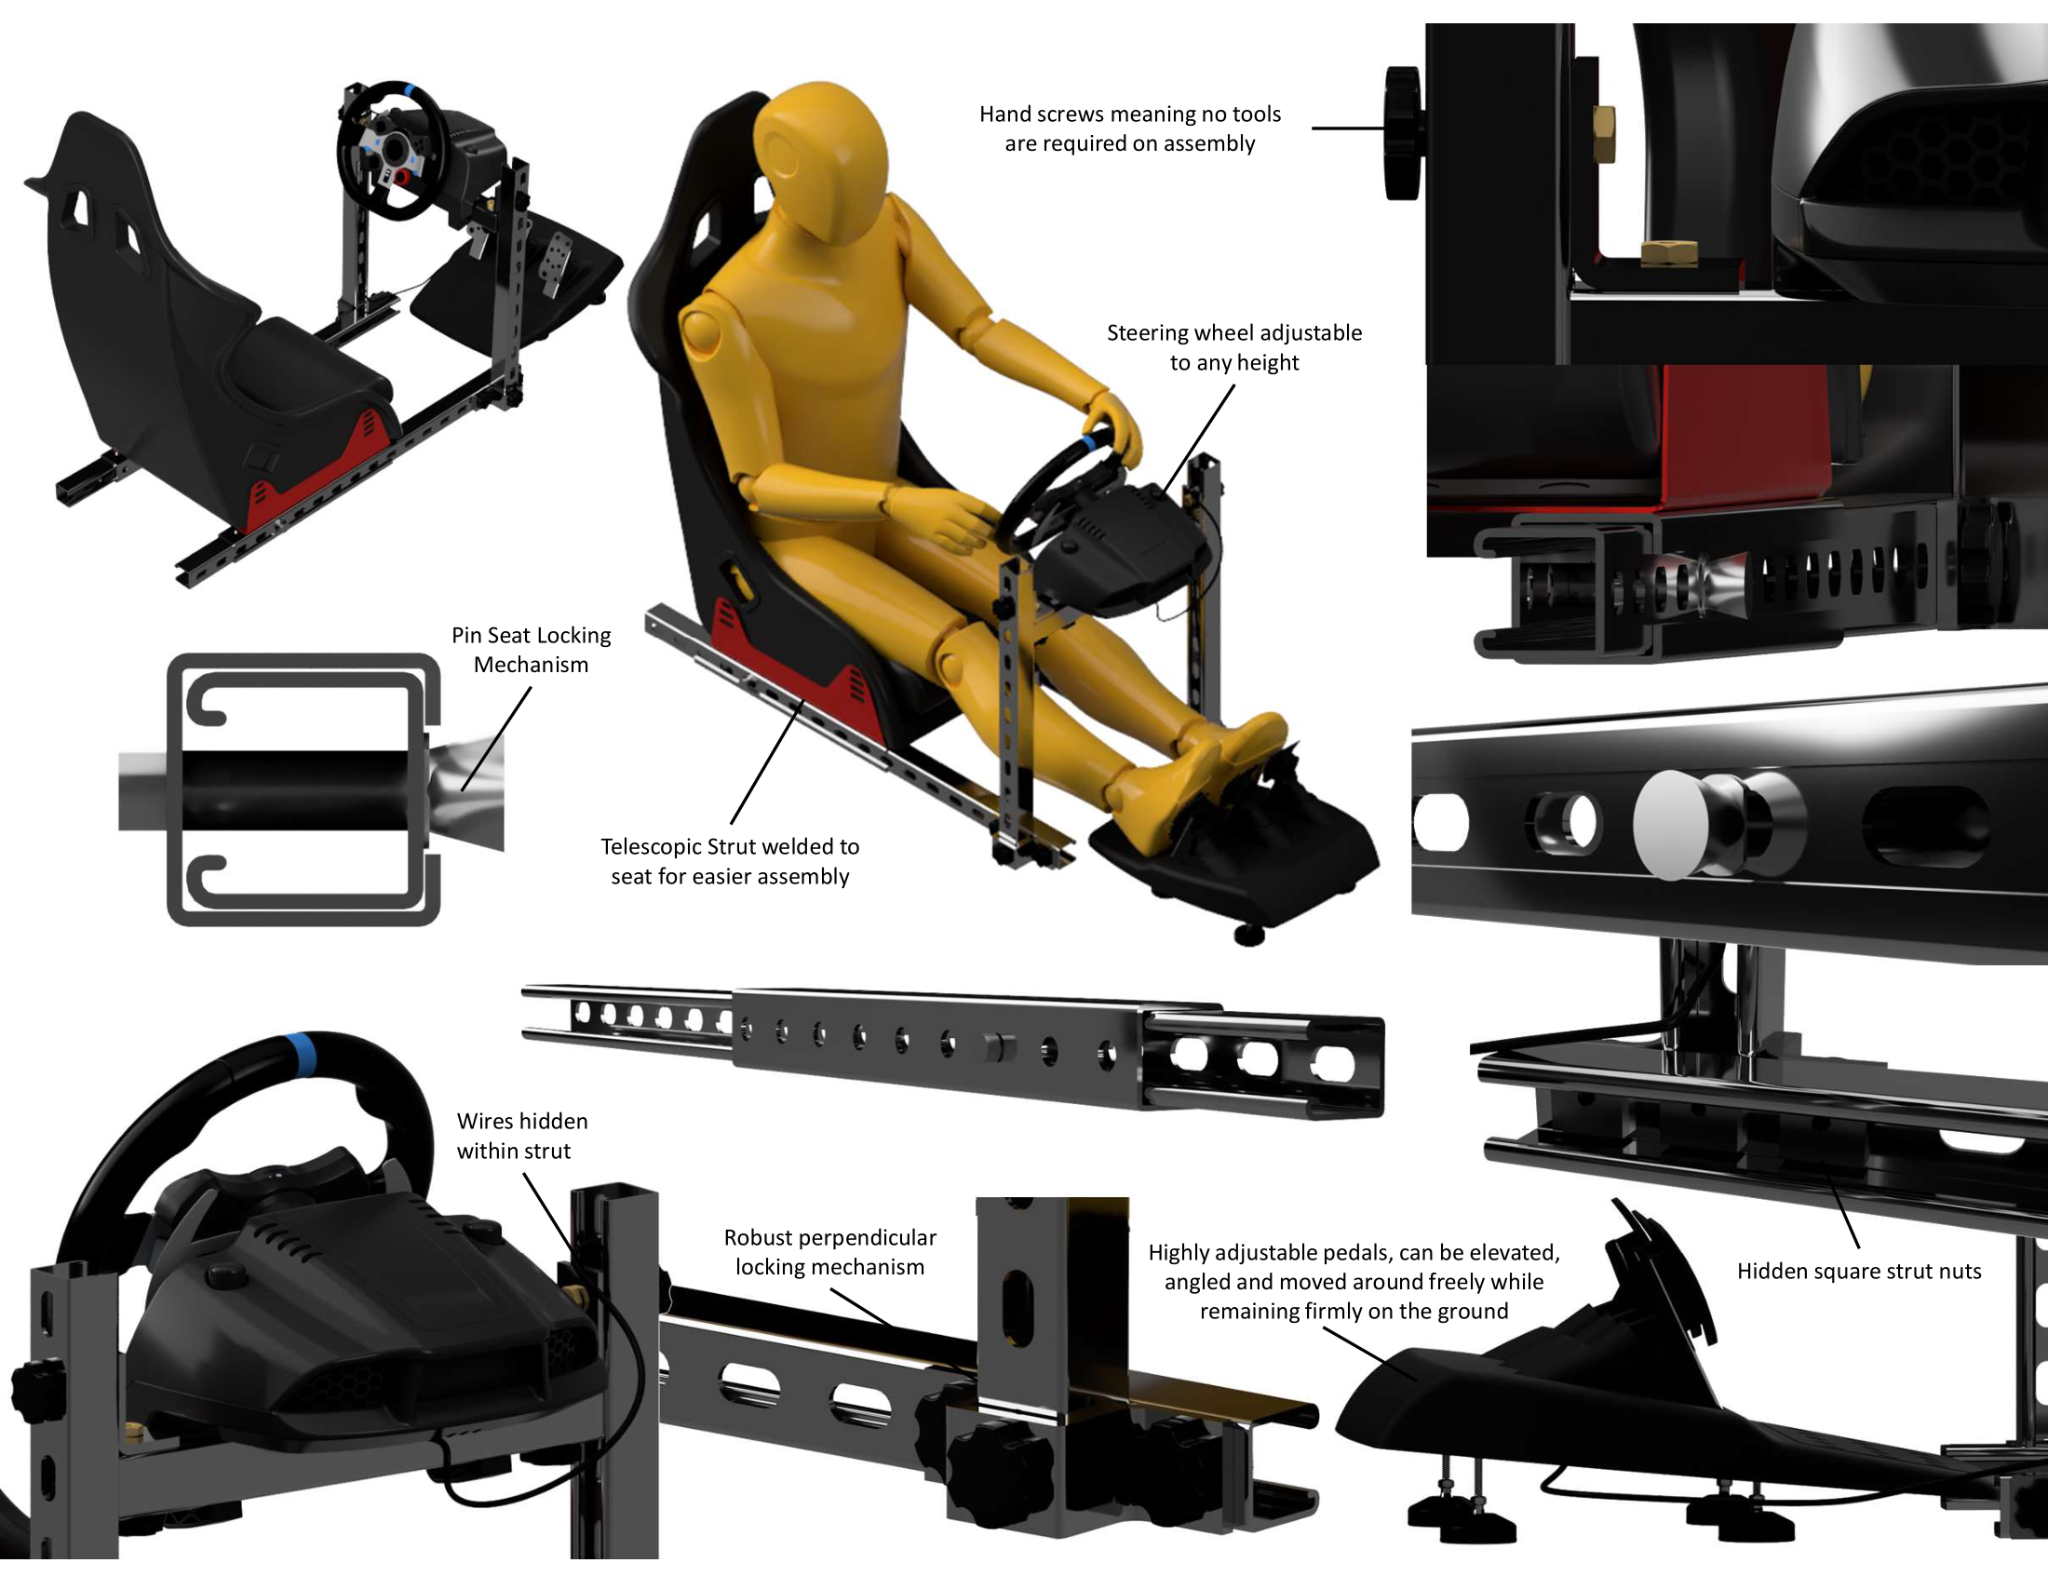 Hand screws meaning no tools
are required on assembly
Steering wheel adjustable
to any height
Pin Seat Locking
Mechanism
Telescopic Strut welded to
seat for easier assembly
Wires hidden
within strut
Robust perpendicular
locking mechanism
Highly adjustable pedals, can be elevated,
angled and moved around freely while
remaining firmly on the ground
Hidden square strut nuts